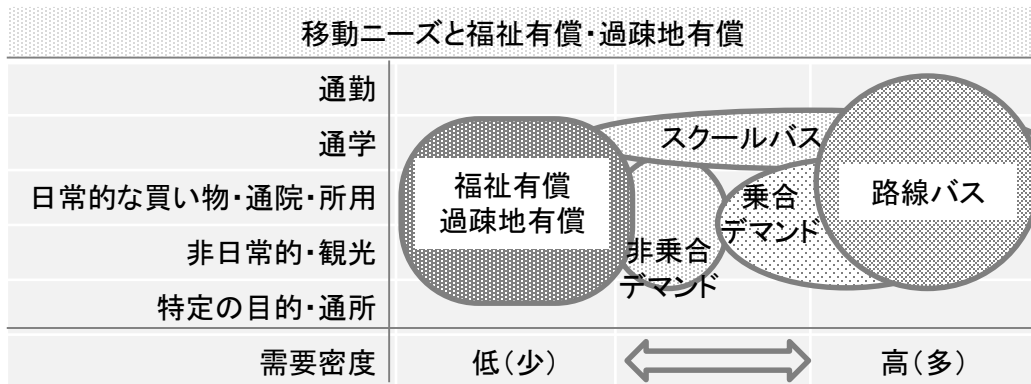 移動ニーズと福祉有償・過疎地有償
通勤
通学
スクールバス
日常的な買い物・通院・所用
福祉有償
過疎地有償
乗合
デマンド
路線バス
非日常的・観光
非乗合
デマンド
特定の目的・通所
需要密度
低(少)
高(多)